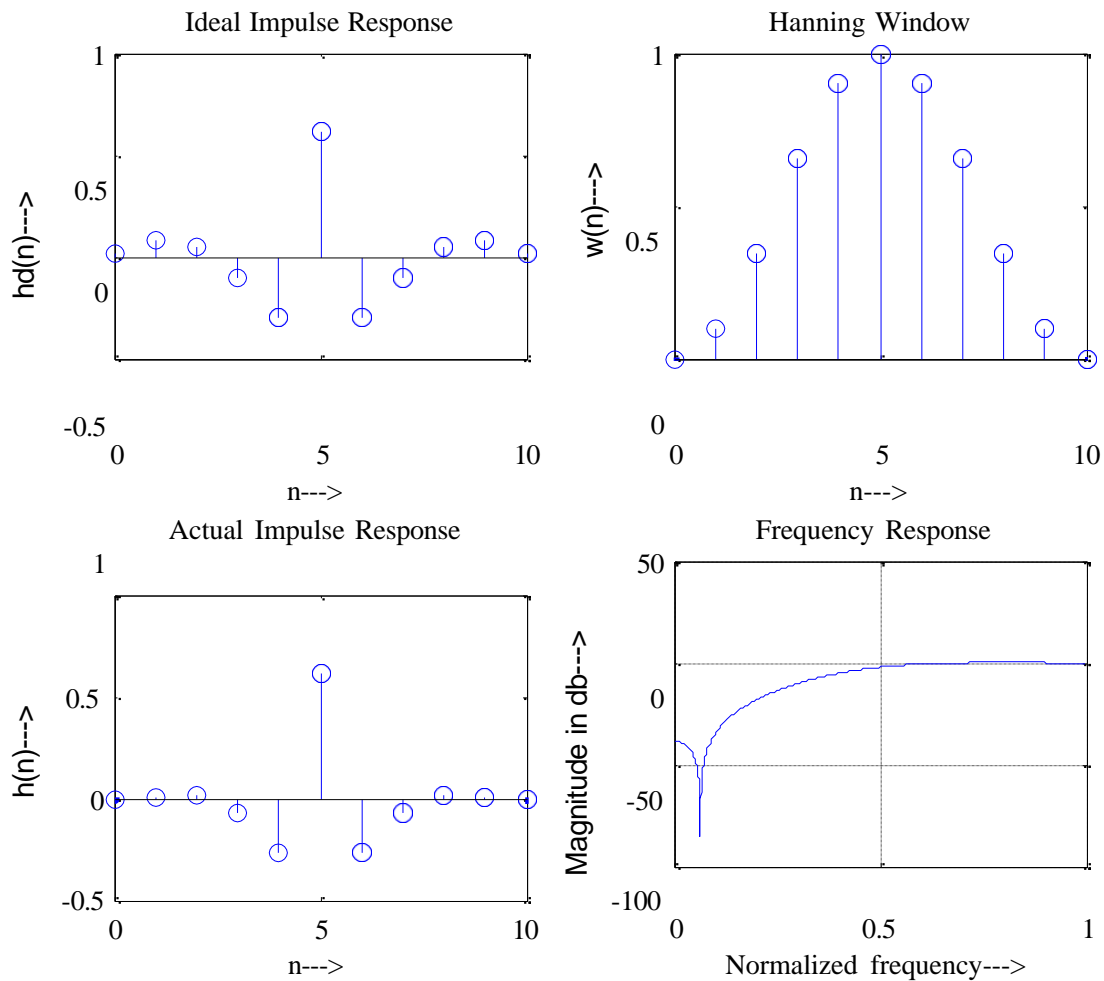 Ideal Impulse Response
1
0.5
0
-0.5
hd(n)--->
0 5 10
n--->
Hanning Window
1
0.5
0
w(n)--->
0 5 10
n--->
Actual Impulse Response
1
0.5
0
-0.5
h(n)--->
0 5 10
n--->
Frequency Response
50
0
-50
-100
Magnitude in db--->
0 0.5 1
Normalized frequency--->